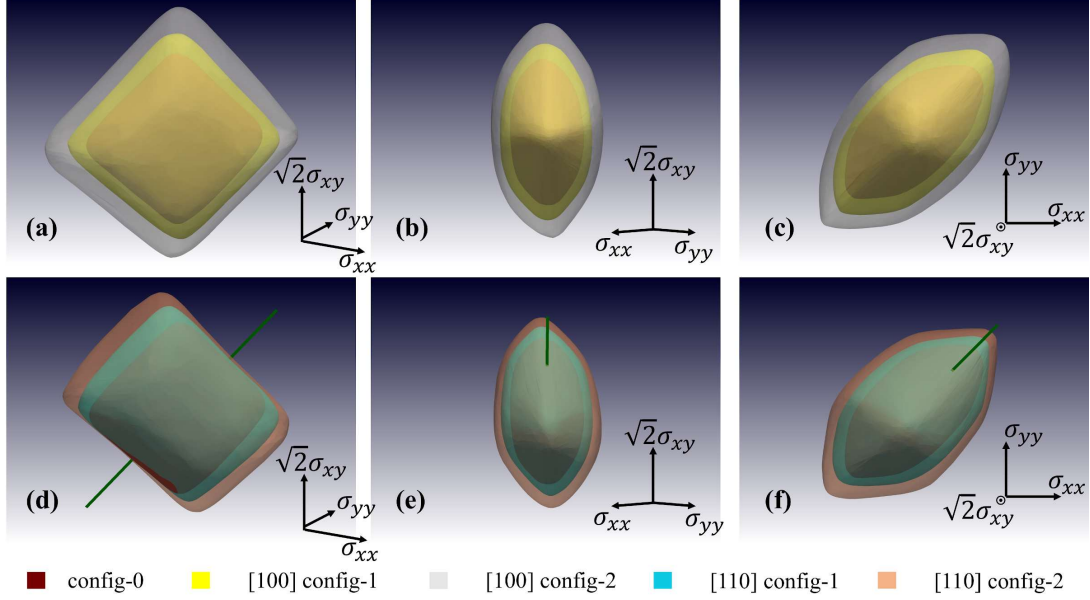 √2σxy
σyy
σxx
(a)
√2σxy
σxx
σyy
(b)
σyy
σxx
√2σxy
(c)
√2σxy
σyy
σxx
(d)
√2σxy
σxx
σyy
(e)
σyy
σxx
√2σxy
(f)
config-0
[100] config-1
[100] config-2
[110] config-1
[110] config-2